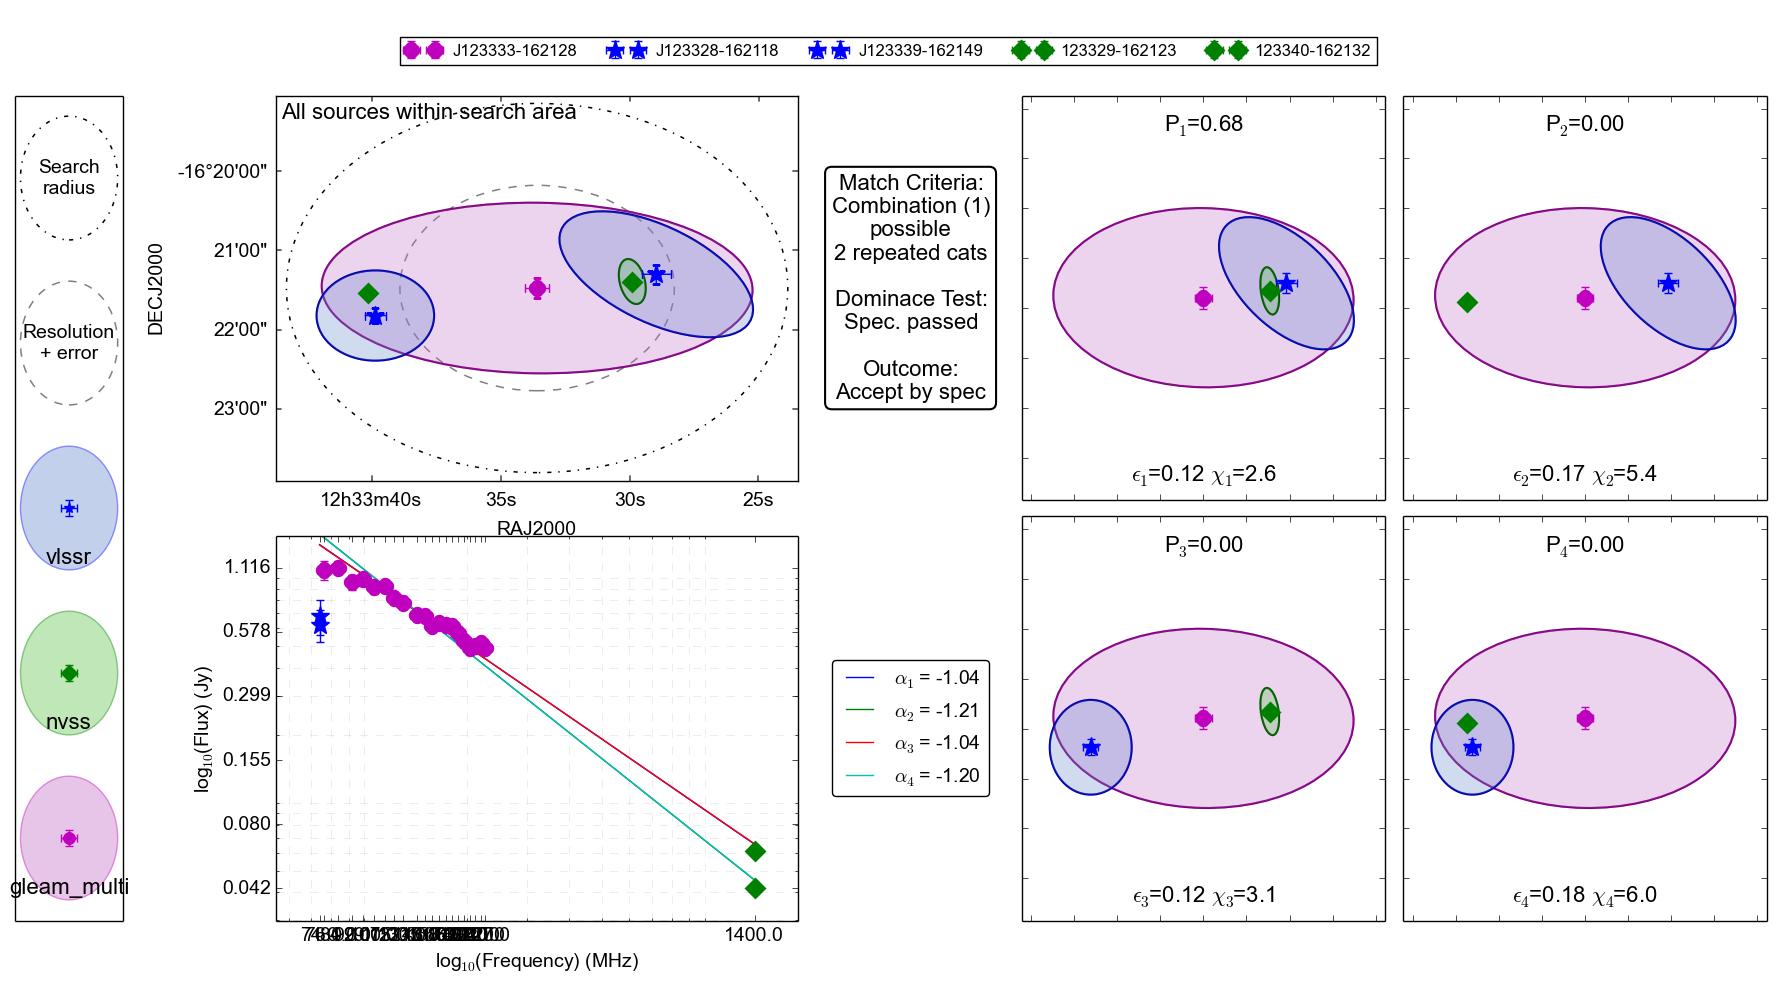 J123333-162128 J123328-162118 J123339-162149 123329-162123 123340-162132
Search
radius
Resolution
+ error
vlssr
nvss
gleam_multi
All sources within search area
DECJ2000
-16°20'00"
21'00"
22'00"
23'00"
12h33m40s 35s 30s 25s
RAJ2000
Match Criteria:
Combination (1)
possible
2 repeated cats
Dominace Test:
Spec. passed
Outcome:
Accept by spec
P₁=0.68
ϵ₁=0.12 χ₁=2.6
P₂=0.00
ϵ₂=0.17 χ₂=5.4
log₁₀(Flux) (Jy)
1.116
0.578
0.299
0.155
0.080
0.042
1400.0
log₁₀(Frequency) (MHz)
α₁ = -1.04
α₂ = -1.21
α₃ = -1.04
α₄ = -1.20
P₃=0.00
ϵ₃=0.12 χ₃=3.1
P₄=0.00
ϵ₄=0.18 χ₄=6.0